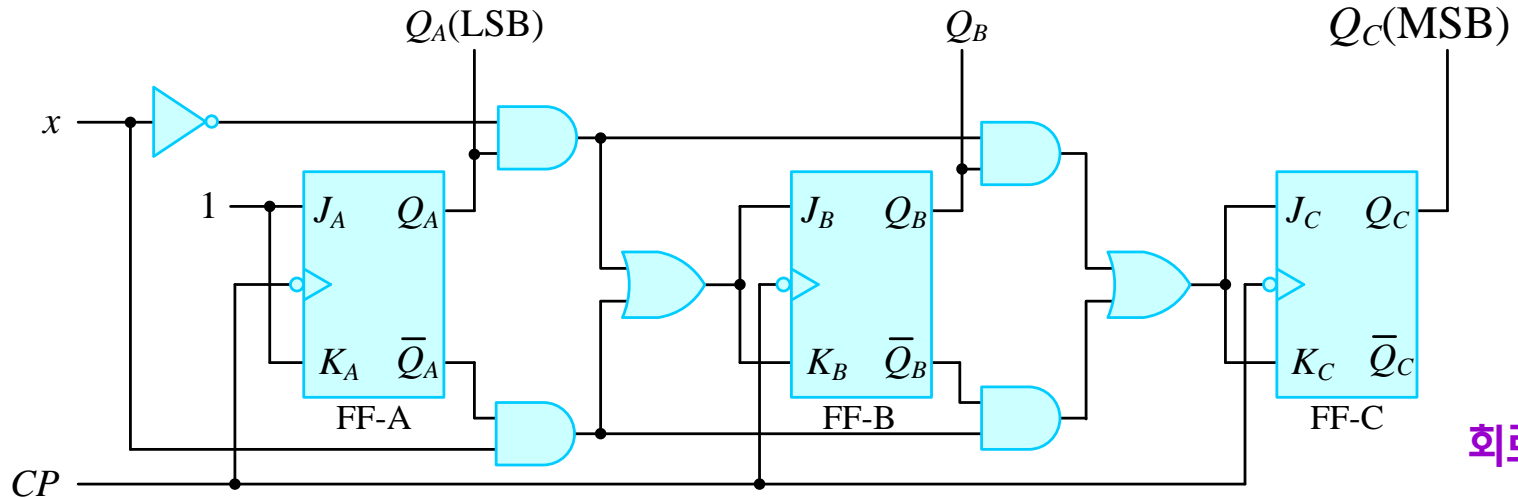 Q_A(LSB) Q_B Q_C(MSB)
x
1 J_A Q_A J_B Q_B J_C Q_C
K_A Q̅_A K_B Q̅_B K_C Q̅_C
FF-A FF-B FF-C
CP